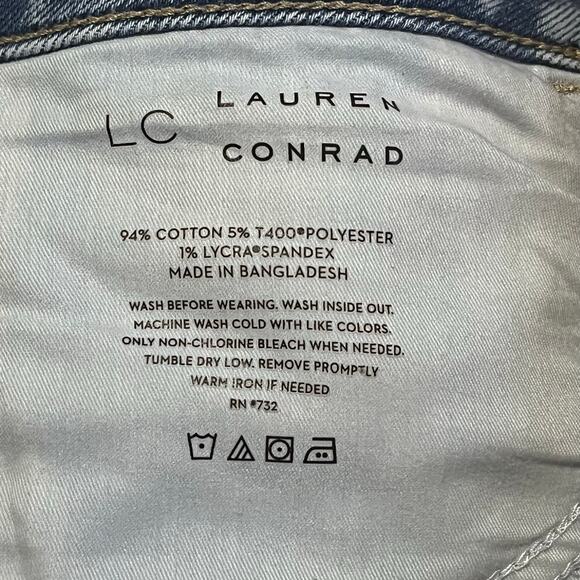 LC LAUREN
CONRAD
94% COTTON 5% T400®POLYESTER
1% LYCRA®SPANDEX
MADE IN BANGLADESH
WASH BEFORE WEARING. WASH INSIDE OUT.
MACHINE WASH COLD WITH LIKE COLORS.
ONLY NON-CHLORINE BLEACH WHEN NEEDED.
TUMBLE DRY LOW. REMOVE PROMPTLY
WARM IRON IF NEEDED
RN #732